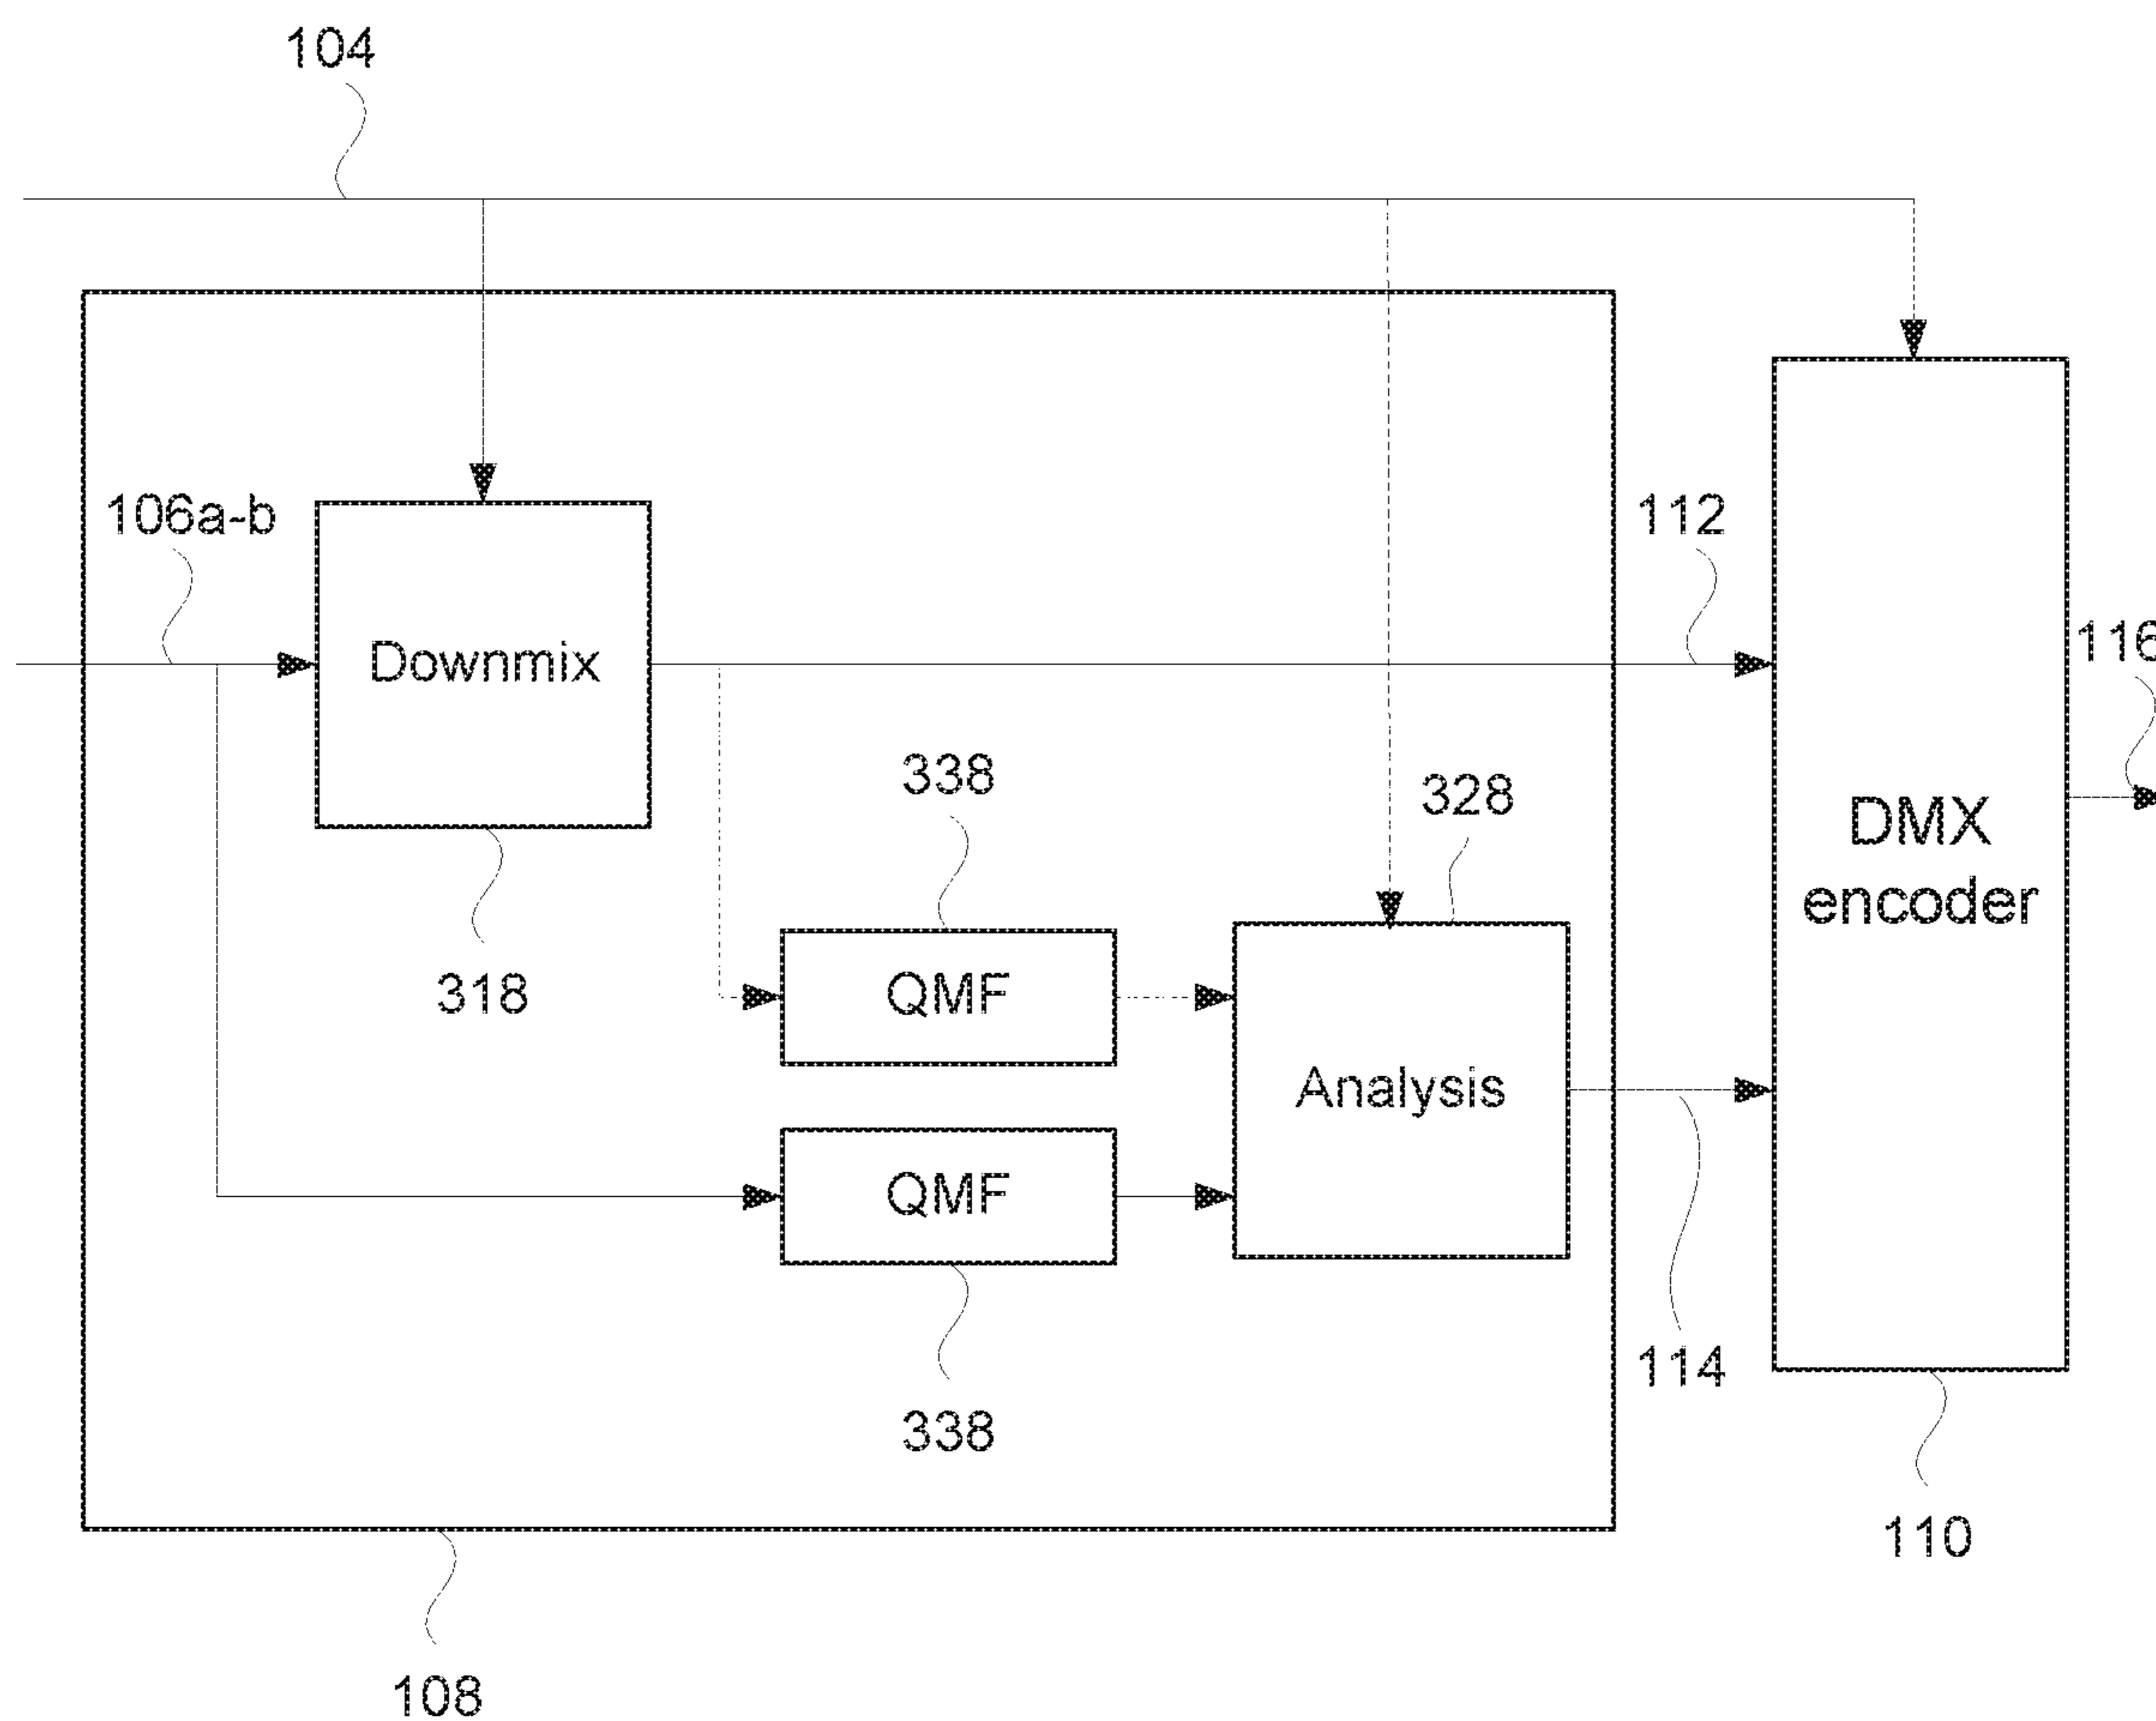 104
106a-b
112
Downmix
116
338
328
DMX
encoder
318
QMF
Analysis
QMF
114
338
110
108